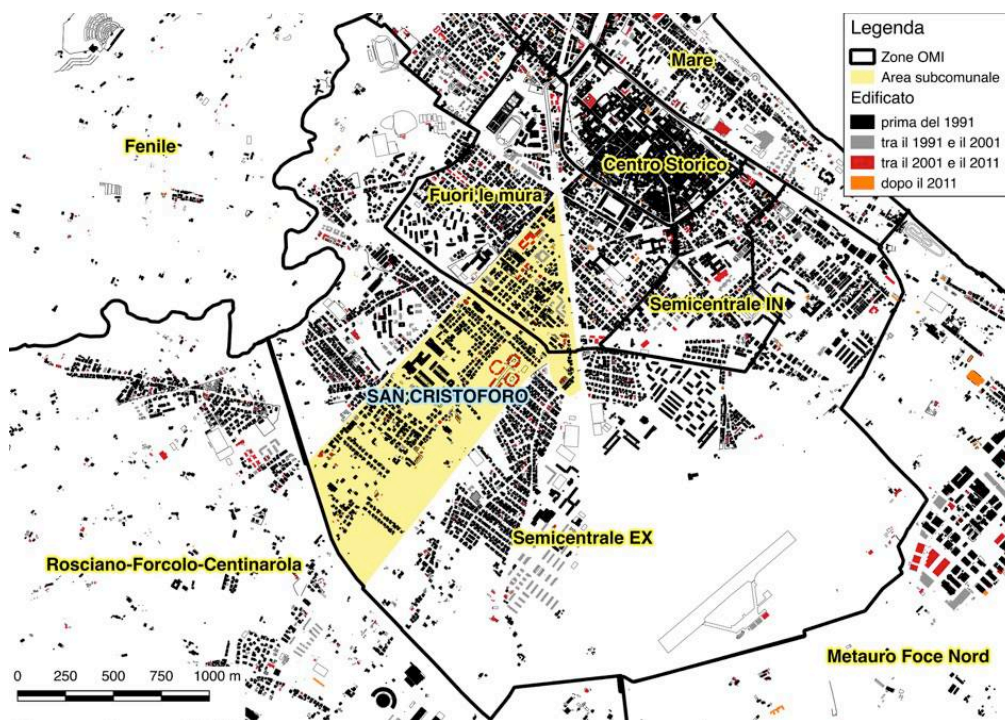 Legenda
Zone OMI
Area subcomunale
Edificato
prima del 1991
tra il 1991 e il 2001
tra il 2001 e il 2011
dopo il 2011
Mare
Fenile
Centro Storico
Fuori le mura
Semicentrale IN
SAN CRISTOFORO
Semicentrale EX
Rosciano-Forcolo-Centinarola
Metauro Foce Nord
0 250 500 750 1000 m